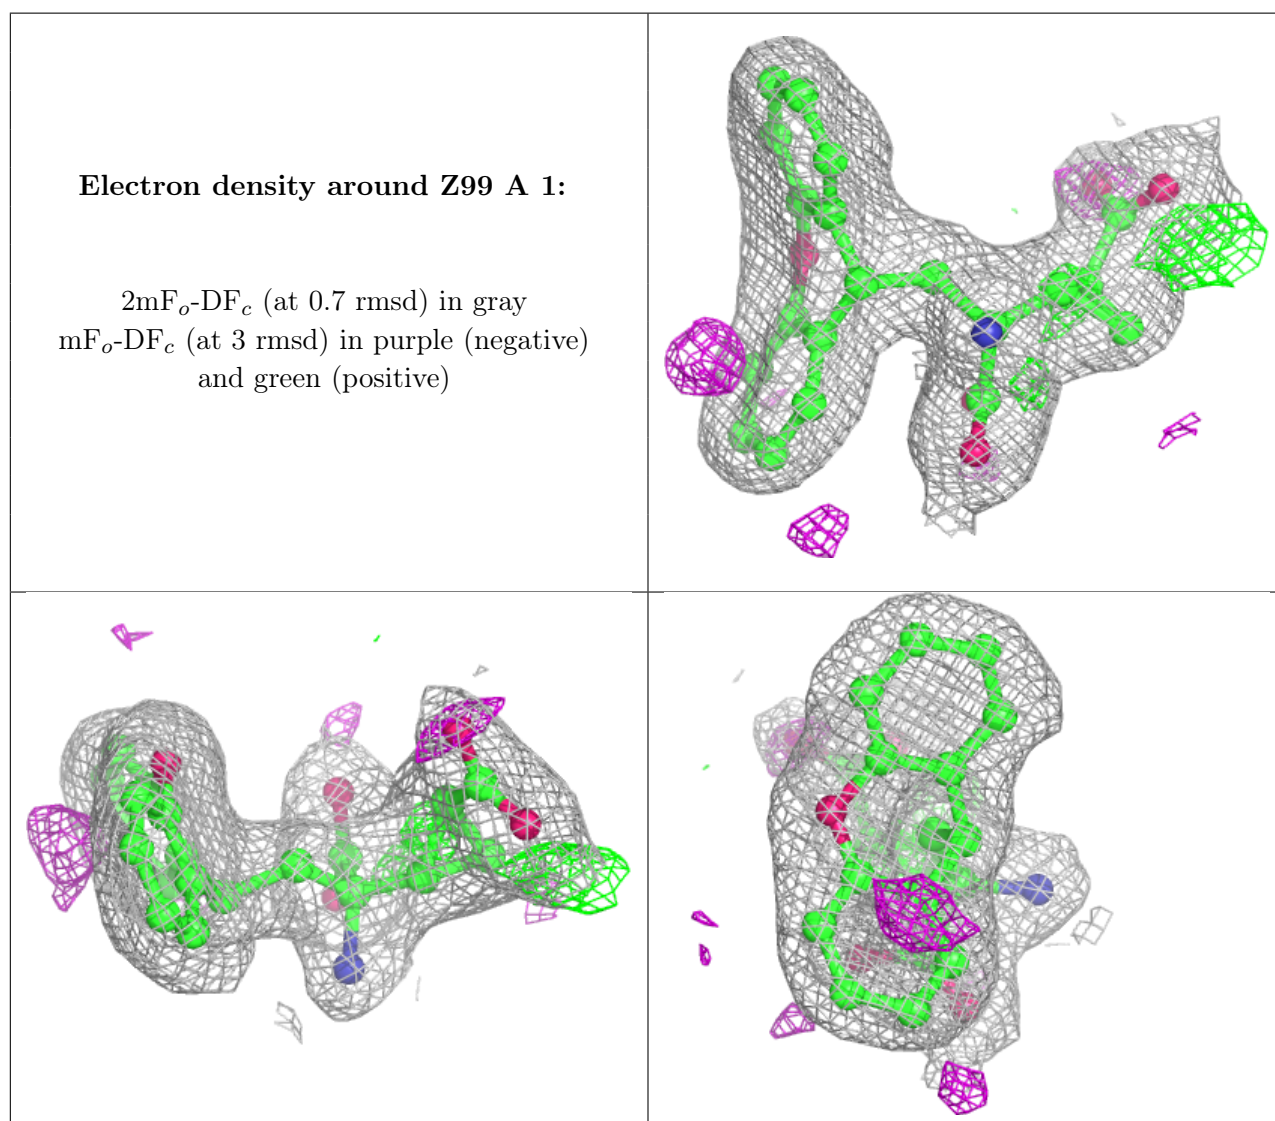 Electron density around Z99 A 1:
2mFo-DFc (at 0.7 rmsd) in gray
mFo-DFc (at 3 rmsd) in purple (negative)
and green (positive)